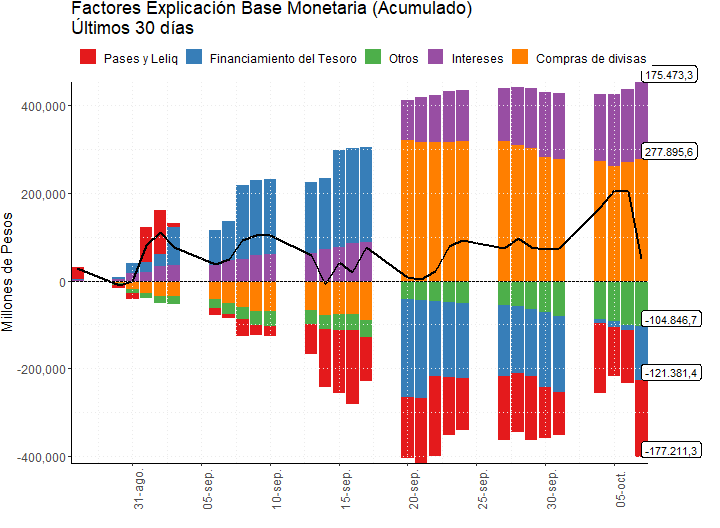 Factores Explicación Base Monetaria (Acumulado)
Últimos 30 días
Pases y Leliq
Financiamiento del Tesoro
Otros
Intereses
Compras de divisas
Millones de Pesos
400,000
200,000
0
-200,000
-400,000
175.473,3
277.895,6
-104.846,7
-121.381,4
-177.211,3
31-ago.
05-sep.
10-sep.
15-sep.
20-sep.
25-sep.
30-sep.
05-oct.